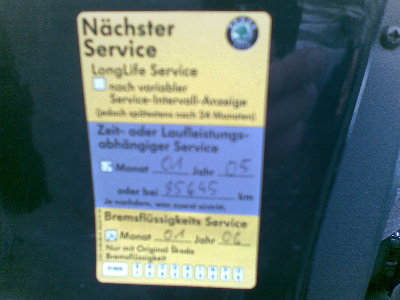 Nächster
Service
LongLife Service
nach variabler
Service-Intervall-Anzeige
(jedoch spätestens nach 24 Monaten)
Zeit- oder Laufleistungs-
abhängiger Service
Monat 01 Jahr 05
oder bei 95645 km
Je nachdem, was zuerst eintritt.
Bremsflüssigkeits Service
Monat 01 Jahr 06
Nur mit Original Skoda
Bremsflüssigkeit